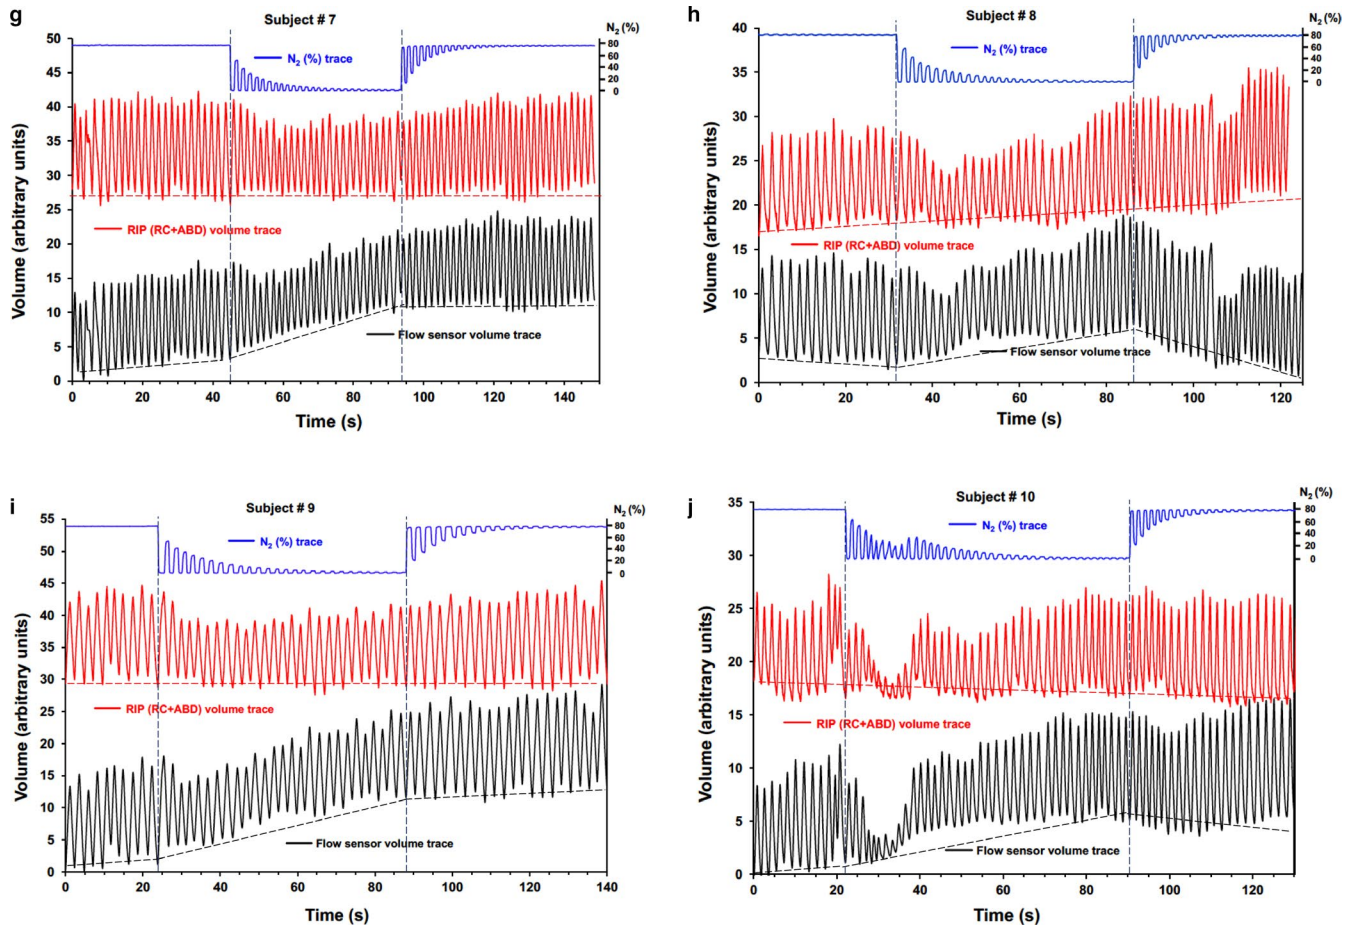 g
Subject # 7
N2 (%)
50
45
40
35
30
25
20
15
10
5
0
80
60
40
20
0
N2 (%) trace
RIP (RC+ABD) volume trace
Flow sensor volume trace
Volume (arbitrary units)
0 20 40 60 80 100 120 140
Time (s)
h
Subject # 8
N2 (%)
40
35
30
25
20
15
10
5
0
80
60
40
20
0
N2 (%) trace
RIP (RC+ABD) volume trace
Flow sensor volume trace
Volume (arbitrary units)
0 20 40 60 80 100 120
Time (s)
i
Subject # 9
N2 (%)
55
50
45
40
35
30
25
20
15
10
5
0
80
60
40
20
0
N2 (%) trace
RIP (RC+ABD) volume trace
Flow sensor volume trace
Volume (arbitrary units)
0 20 40 60 80 100 120 140
Time (s)
j
Subject # 10
N2 (%)
35
30
25
20
15
10
5
0
80
60
40
20
0
N2 (%) trace
RIP (RC+ABD) volume trace
Flow sensor volume trace
Volume (arbitrary units)
0 20 40 60 80 100 120
Time (s)